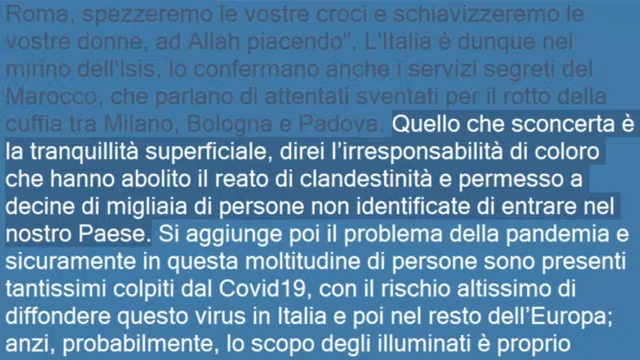 Roma, spezzeremo le vostre croci e schiavizzeremo le
vostre donne, ad Allah piacendo". L'Italia è dunque nel
mirino dell'Isis, lo confermano anche i servizi segreti del
Marocco, che parlano di attentati sventati per il rotto della
cuffia tra Milano, Bologna e Padova. Quello che sconcerta è
la tranquillità superficiale, direi l’irresponsabilità di coloro
che hanno abolito il reato di clandestinità e permesso a
decine di migliaia di persone non identificate di entrare nel
nostro Paese. Si aggiunge poi il problema della pandemia e
sicuramente in questa moltitudine di persone sono presenti
tantissimi colpiti dal Covid19, con il rischio altissimo di
diffondere questo virus in Italia e poi nel resto dell’Europa;
anzi, probabilmente, lo scopo degli illuminati è proprio